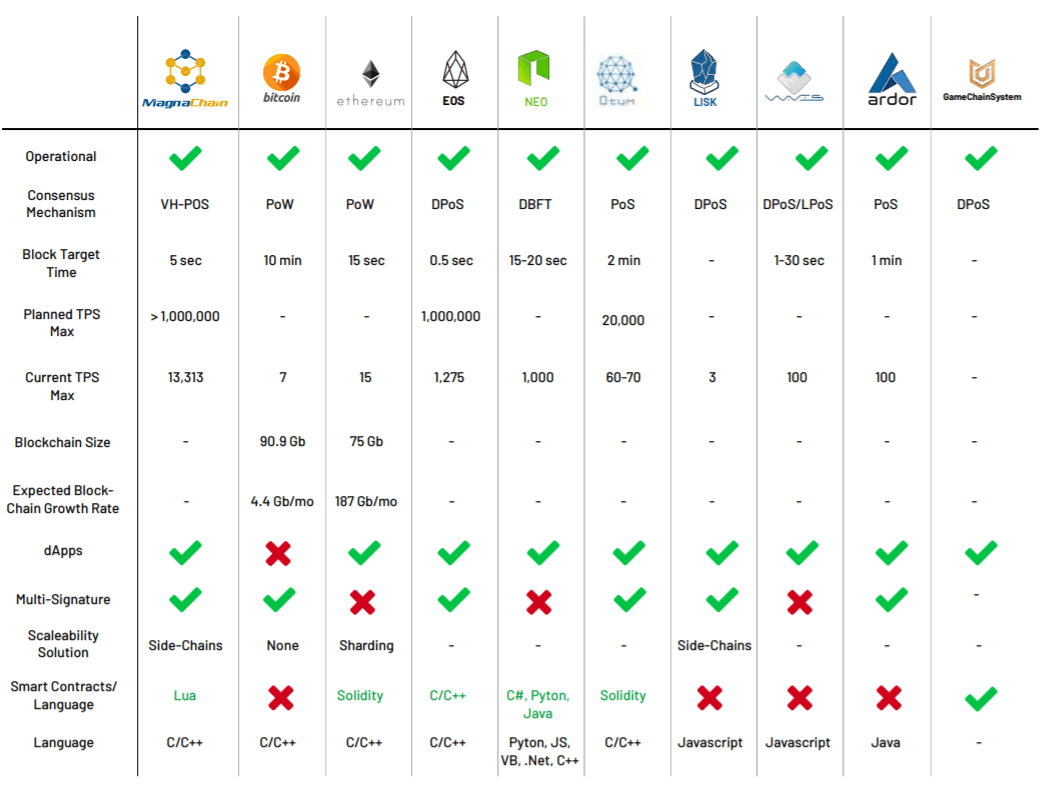 MagnaChain bitcoin ethereum EOS NEO Qtum LISK WAVES ardor GameChainSystem
Operational
Consensus
Mechanism VH-POS PoW PoW DPoS DBFT PoS DPoS DPoS/LPoS PoS DPoS
Block Target
Time 5 sec 10 min 15 sec 0.5 sec 15-20 sec 2 min - 1-30 sec 1 min -
Planned TPS
Max >1,000,000 - - 1,000,000 - 20,000 - - - -
Current TPS
Max 13,313 7 15 1,275 1,000 60-70 3 100 100 -
Blockchain Size - 90.9 Gb 75 Gb - - - - - - -
Expected Block-
Chain Growth Rate - 4.4 Gb/mo 187 Gb/mo - - - - - - -
dApps
Multi-Signature -
Scaleability
Solution Side-Chains None Sharding - - - Side-Chains - - -
Smart Contracts/
Language Lua Solidity C/C++ C#, Pyton, Java Solidity
Language C/C++ C/C++ C/C++ C/C++ Pyton, JS, VB, .Net, C++ C/C++ Javascript Javascript Java -